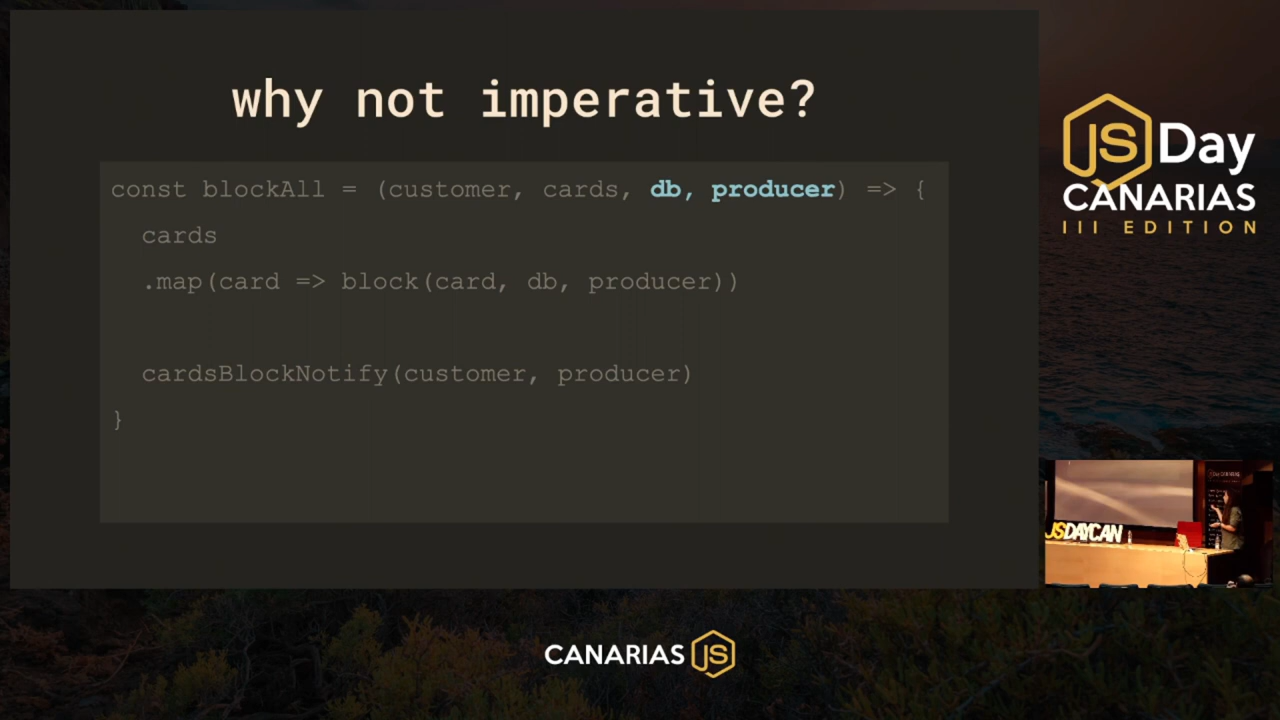 why not imperative?
const blockAll = (customer, cards, db, producer) => {
cards
.map(card => block(card, db, producer))
cardsBlockNotify(customer, producer)
}
JS Day
CANARIAS
III EDITION
JSDAYCAN
CANARIAS JS